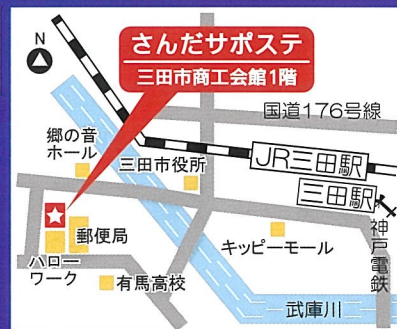 さんだサポステ
三田市商工会館1階
N
国道176号線
郷の音
ホール
三田市役所
JR三田駅
三田駅
神戸電鉄
郵便局
キッピーモール
ハロー
ワーク
有馬高校
武庫川